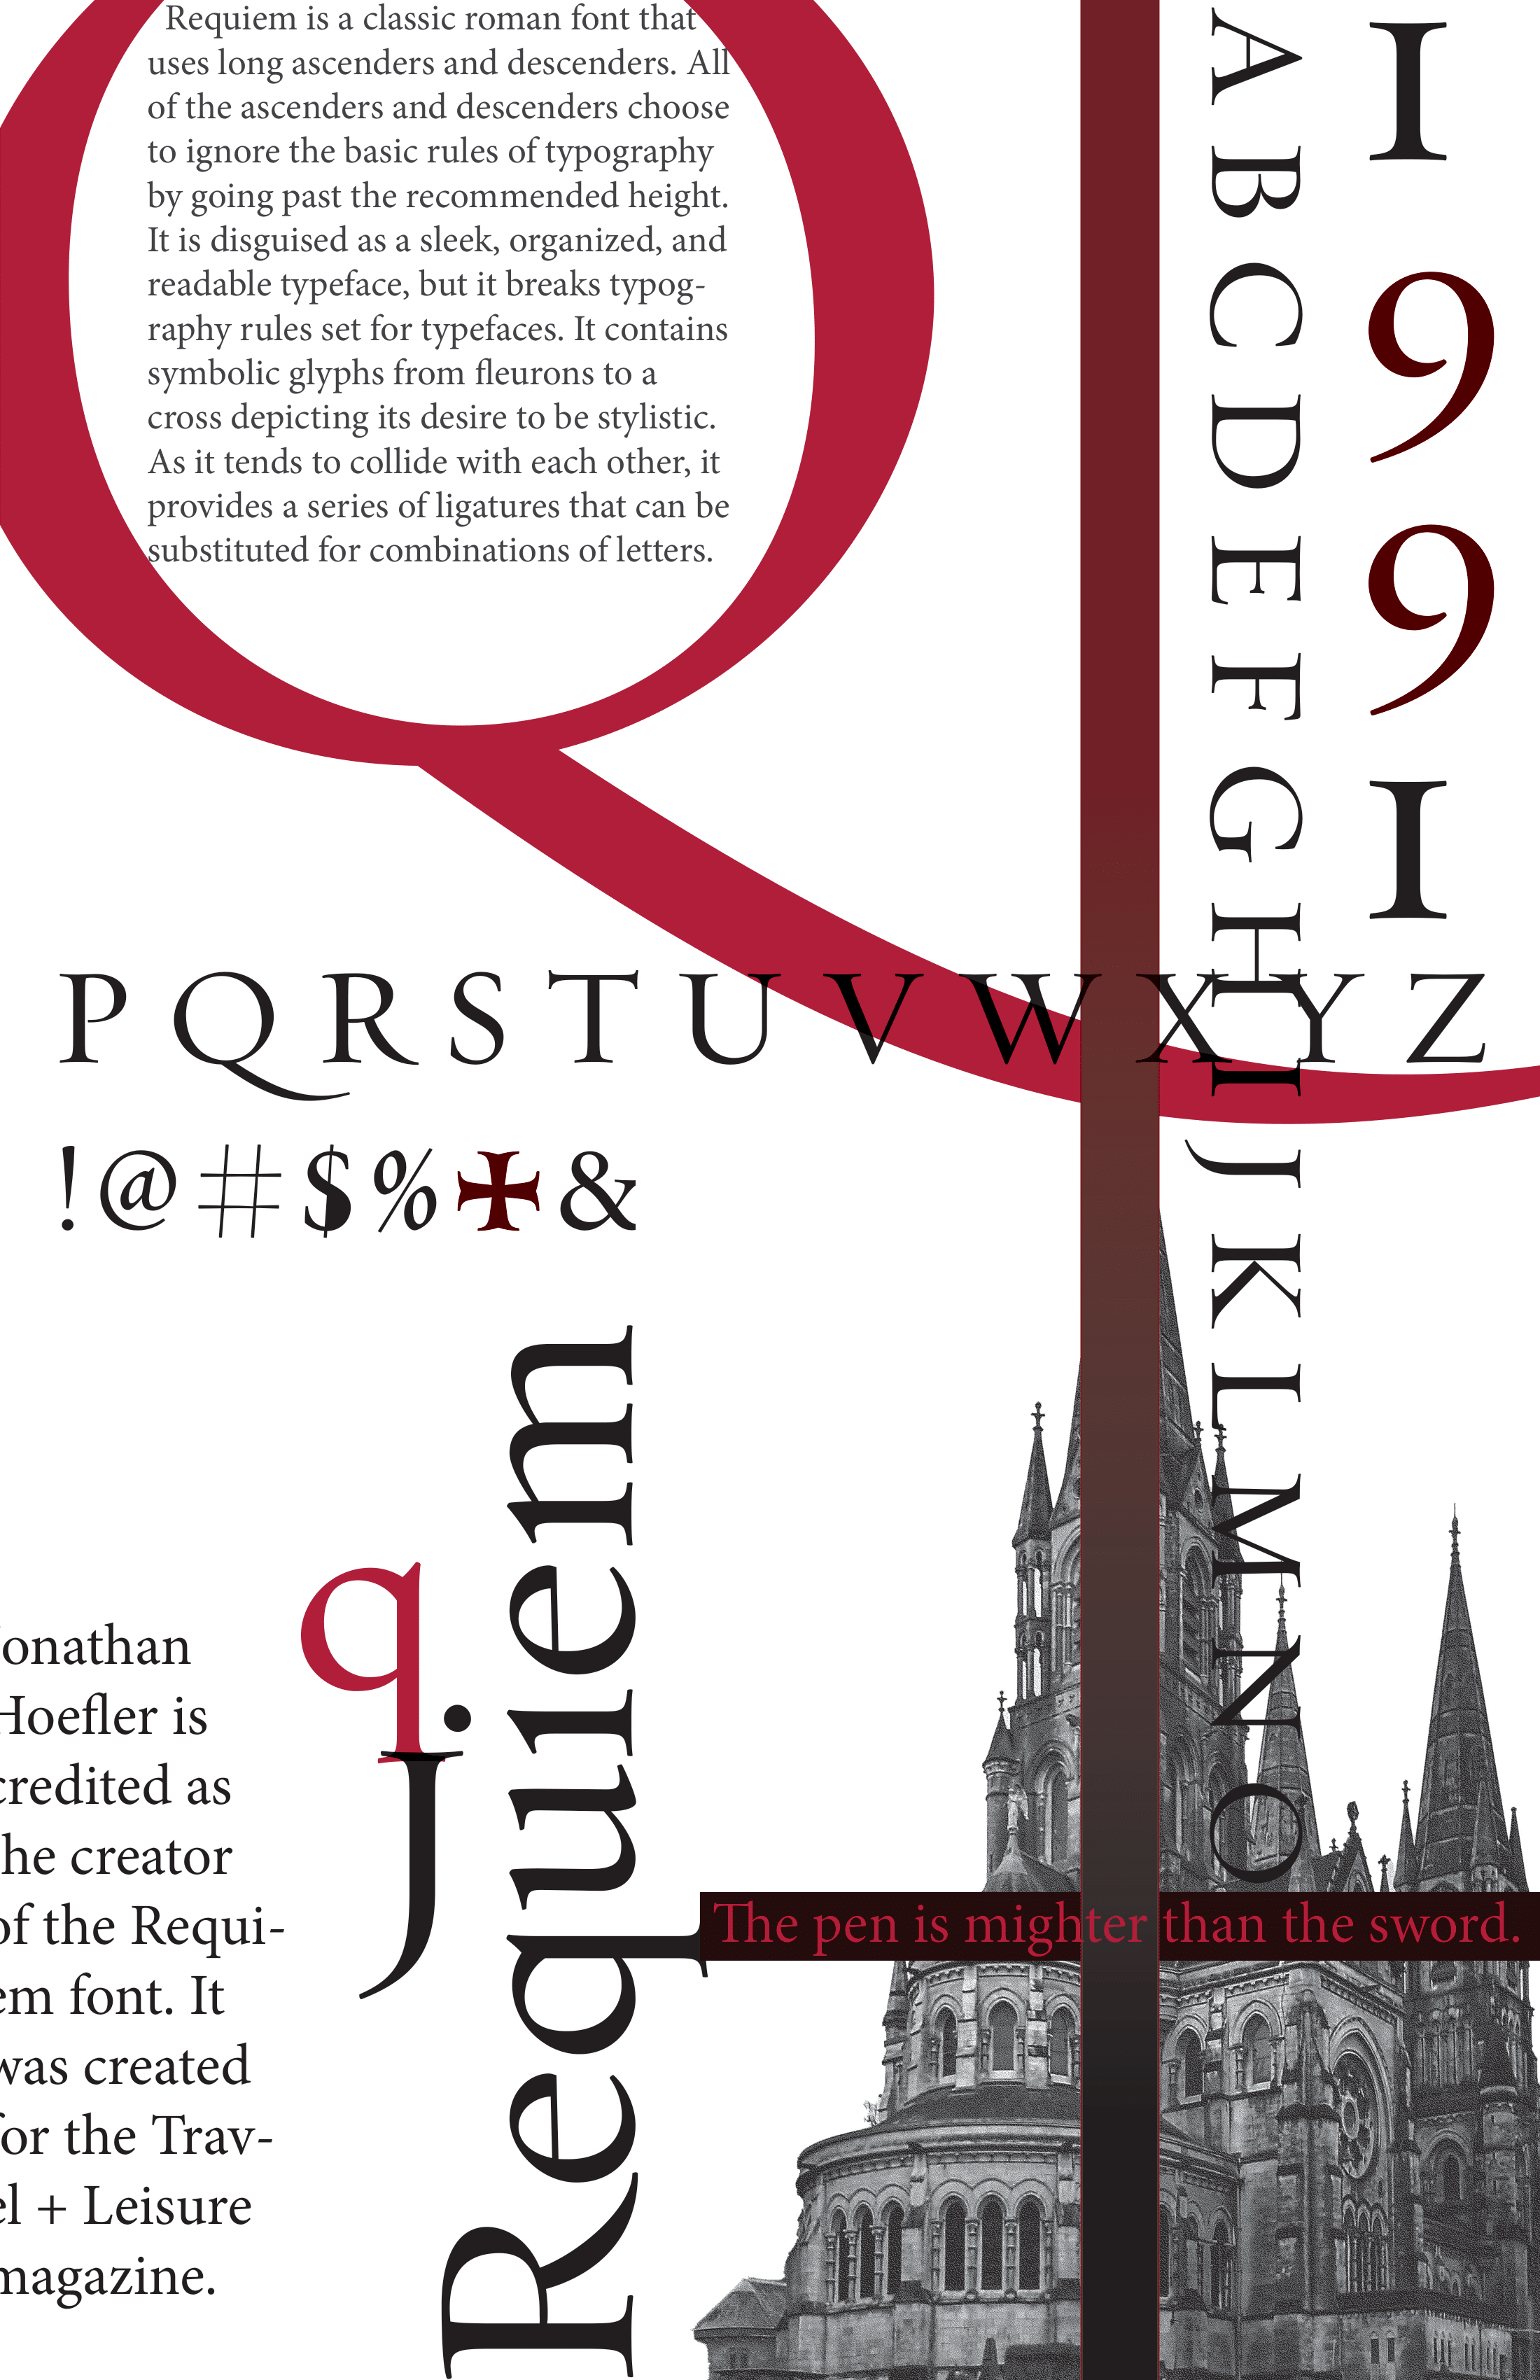 Requiem is a classic roman font that
uses long ascenders and descenders. All
of the ascenders and descenders choose
to ignore the basic rules of typography
by going past the recommended height.
It is disguised as a sleek, organized, and
readable typeface, but it breaks typog-
raphy rules set for typefaces. It contains
symbolic glyphs from fleurons to a
cross depicting its desire to be stylistic.
As it tends to collide with each other, it
provides a series of ligatures that can be
substituted for combinations of letters.
Q
A B C D E F G H I J K L M N O
1991
P Q R S T U V W X Y Z
!@#$%✠&
Requiem
q
j
Jonathan
Hoefler is
credited as
the creator
of the Requi-
em font. It
was created
for the Trav-
el + Leisure
magazine.
The pen is mighter than the sword.